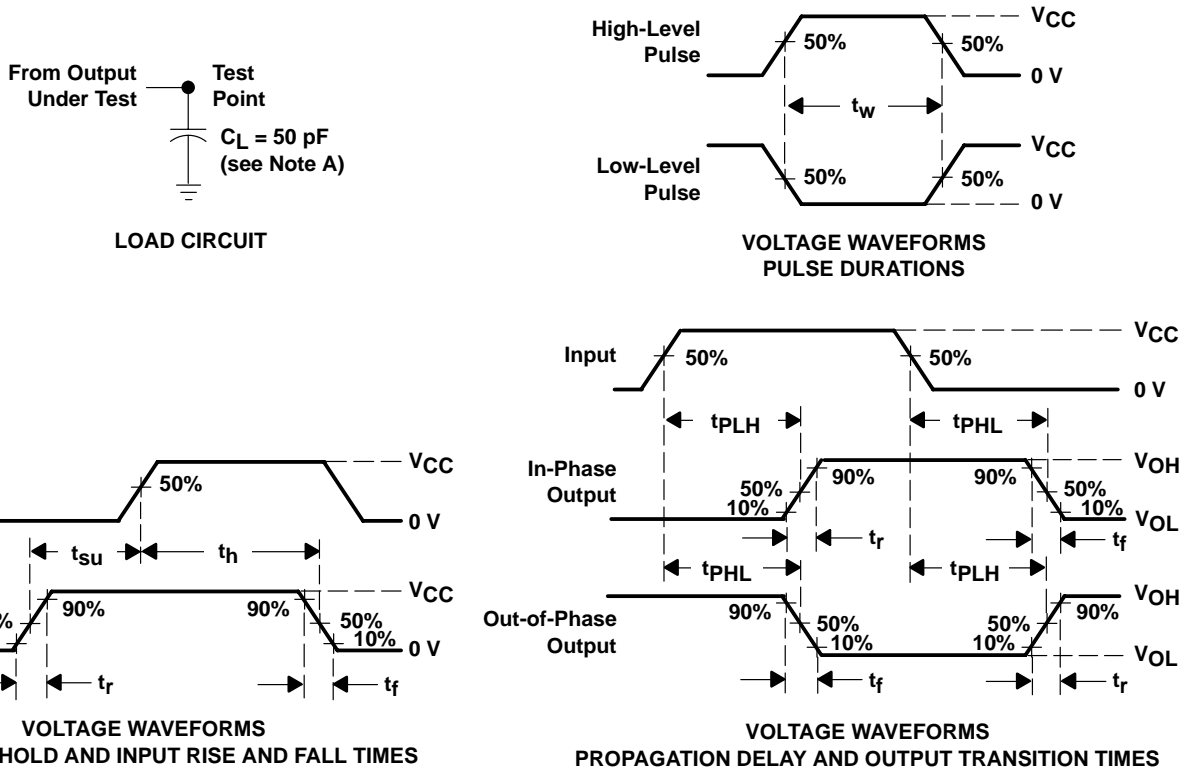 From Output
Under Test
Test
Point
CL = 50 pF
(see Note A)
LOAD CIRCUIT
High-Level
Pulse
50%
50%
VCC
0 V
tw
Low-Level
Pulse
50%
50%
VCC
0 V
VOLTAGE WAVEFORMS
PULSE DURATIONS
50%
VCC
0 V
tsu
th
%
90%
90%
50%
10%
VCC
0 V
tr
tf
VOLTAGE WAVEFORMS
HOLD AND INPUT RISE AND FALL TIMES
Input
50%
50%
VCC
0 V
tPLH
tPHL
In-Phase
Output
50%
10%
90%
90%
50%
10%
VOH
VOL
tr
tf
tPHL
tPLH
Out-of-Phase
Output
90%
50%
10%
50%
10%
90%
VOH
VOL
tf
tr
VOLTAGE WAVEFORMS
PROPAGATION DELAY AND OUTPUT TRANSITION TIMES